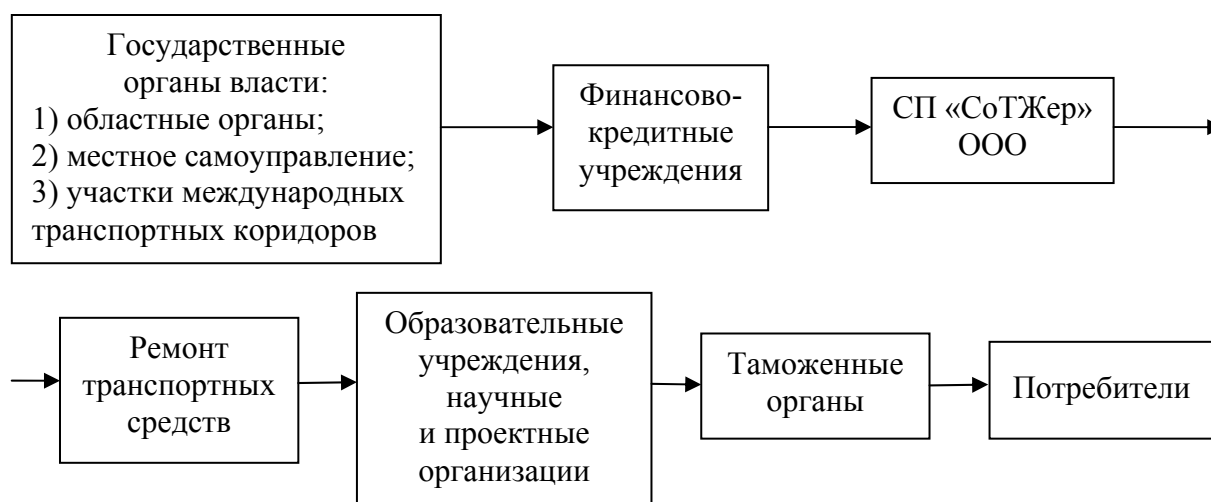 Государственные
органы власти:
1) областные органы;
2) местное самоуправление;
3) участки международных
транспортных коридоров
Финансово-
кредитные
учреждения
СП «СоТЖер»
ООО
Ремонт
транспортных
средств
Образовательные
учреждения,
научные
и проектные
организации
Таможенные
органы
Потребители